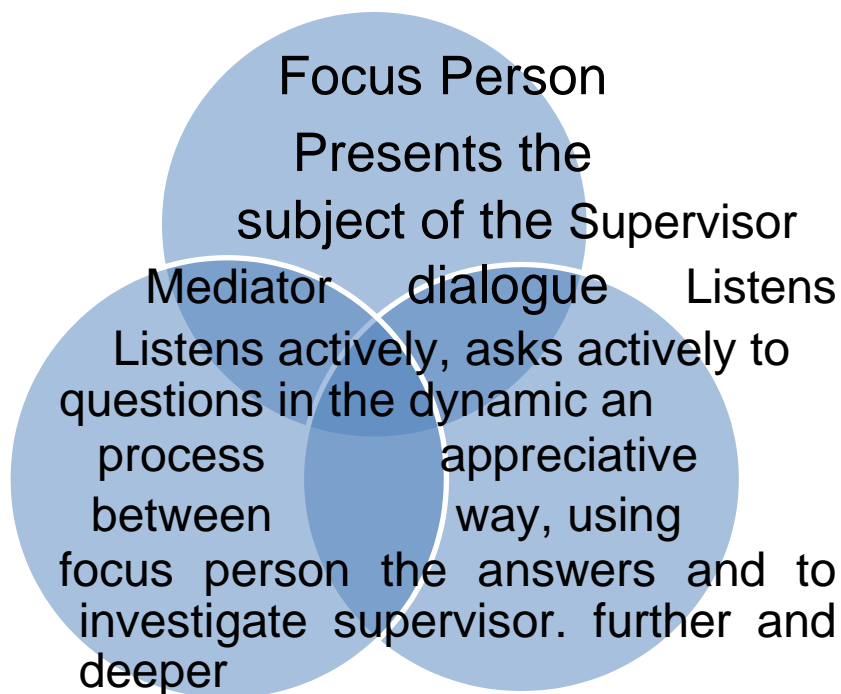 Focus Person
Presents the
subject of the Supervisor
Mediator dialogue Listens
Listens actively, asks actively to
questions in the dynamic an
process appreciative
between way, using
focus person the answers and to
investigate supervisor. further and
deeper